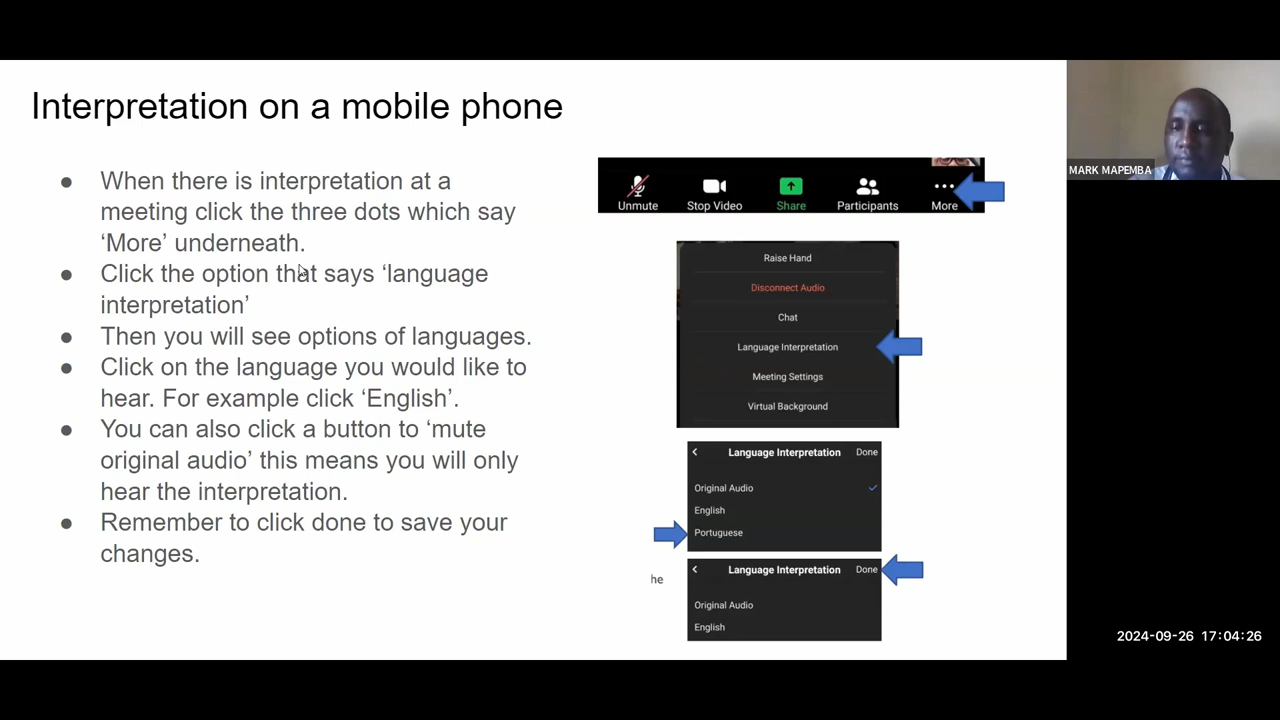 Interpretation on a mobile phone
● When there is interpretation at a
meeting click the three dots which say
‘More’ underneath.
● Click the option that says ‘language
interpretation’
● Then you will see options of languages.
● Click on the language you would like to
hear. For example click ‘English’.
● You can also click a button to ‘mute
original audio’ this means you will only
hear the interpretation.
● Remember to click done to save your
changes.
Unmute Stop Video Share Participants More
Raise Hand
Disconnect Audio
Chat
Language Interpretation
Meeting Settings
Virtual Background
Language Interpretation Done
Original Audio
English
Portuguese
he
Language Interpretation Done
Original Audio
English
MARK MAPEMBA
2024-09-26 17:04:26